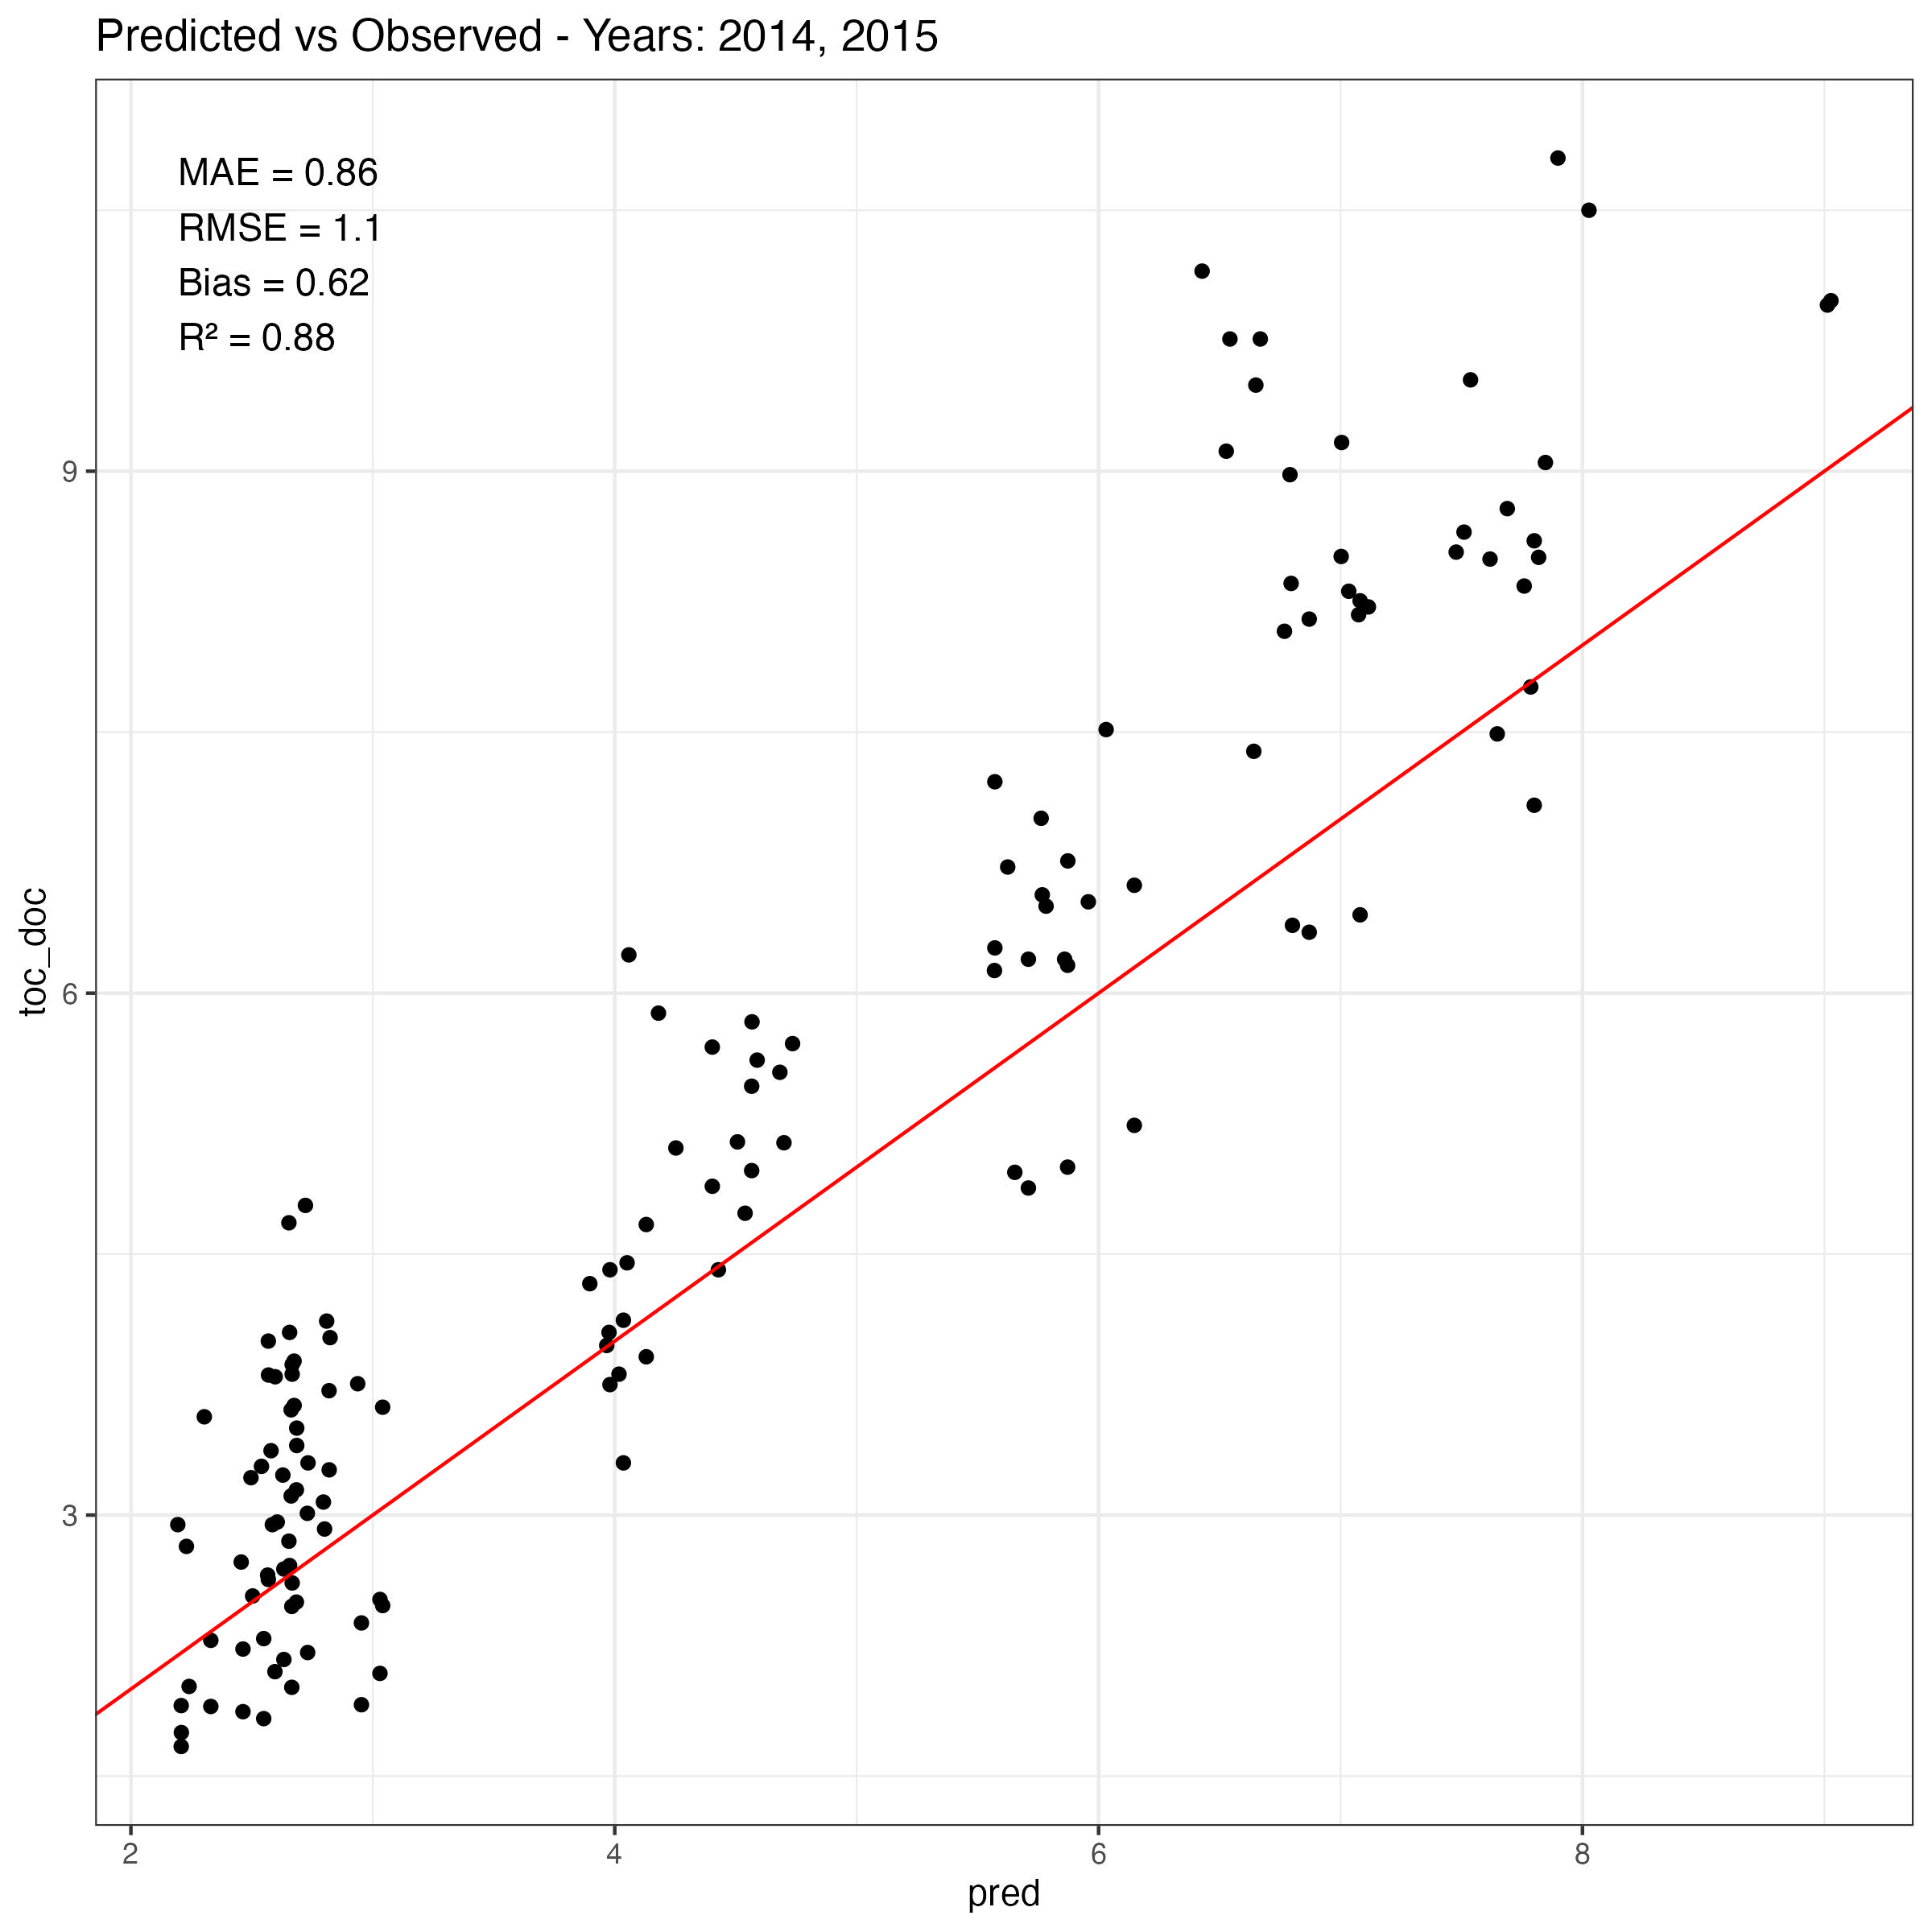 Predicted vs Observed - Years: 2014, 2015
MAE = 0.86
RMSE = 1.1
Bias = 0.62
R² = 0.88
9
6
3
toc_doc
2 4 6 8
pred